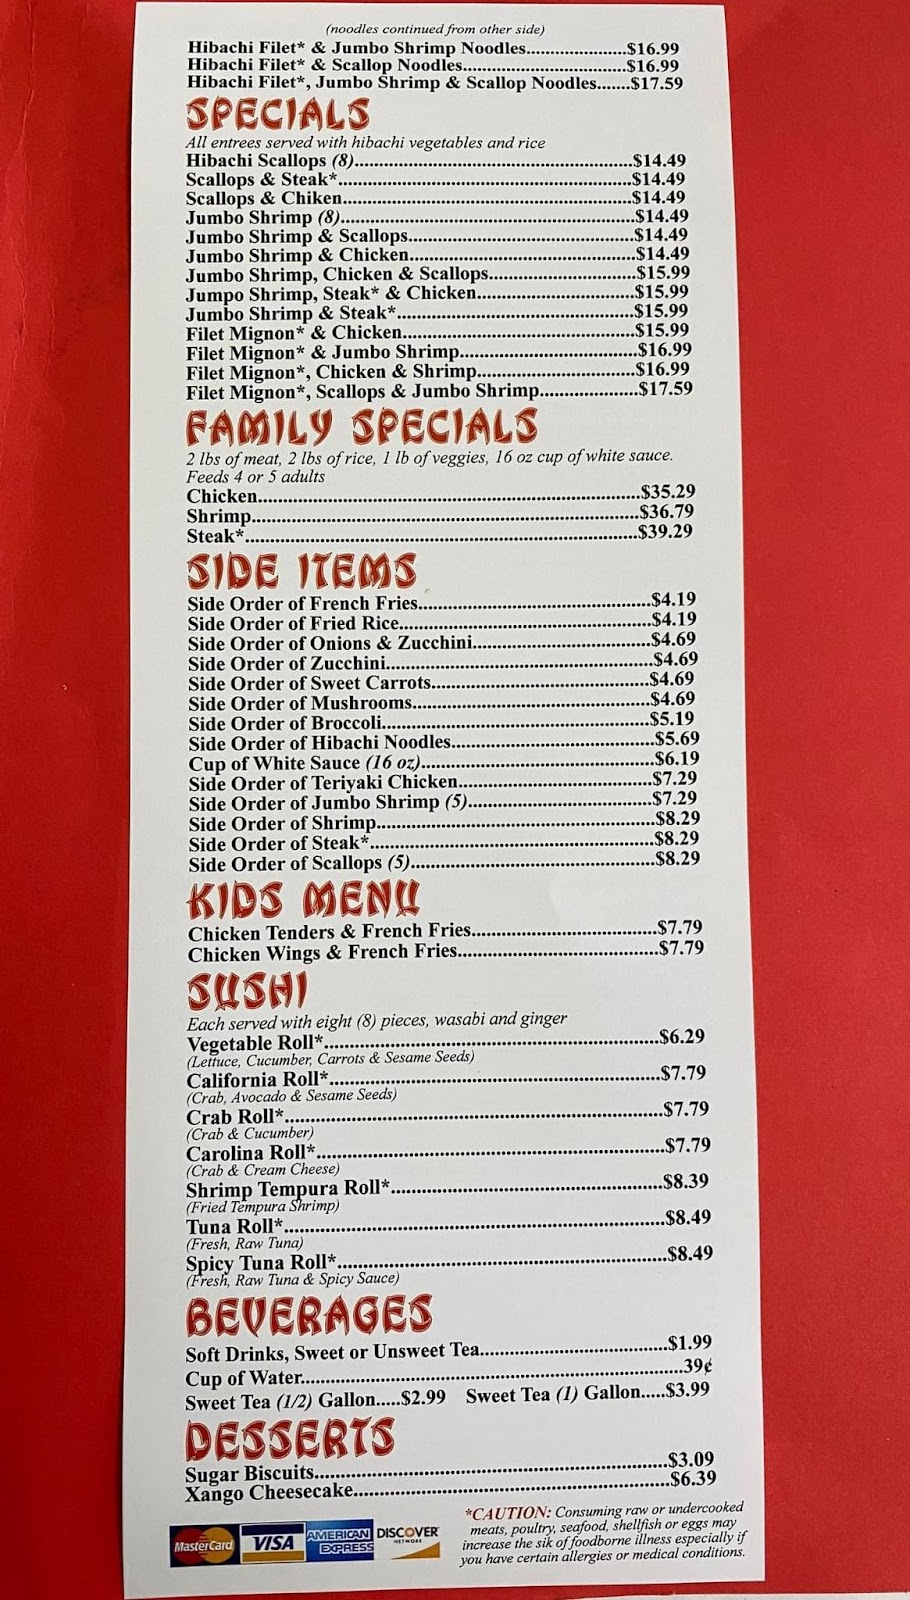 (noodles continued from other side)
Hibachi Filet* & Jumbo Shrimp Noodles....................$16.99
Hibachi Filet* & Scallop Noodles.................................$16.99
Hibachi Filet*, Jumbo Shrimp & Scallop Noodles.......$17.59
SPECIALS
All entrees served with hibachi vegetables and rice
Hibachi Scallops (8)........................................................$14.49
Scallops & Steak*...........................................................$14.49
Scallops & Chiken..........................................................$14.49
Jumbo Shrimp (8)...........................................................$14.49
Jumbo Shrimp & Scallops..............................................$14.49
Jumbo Shrimp & Chicken..............................................$14.49
Jumbo Shrimp, Chicken & Scallops..............................$15.99
Jumpo Shrimp, Steak* & Chicken................................$15.99
Jumbo Shrimp & Steak*................................................$15.99
Filet Mignon* & Chicken...............................................$15.99
Filet Mignon* & Jumbo Shrimp....................................$16.99
Filet Mignon*, Chicken & Shrimp................................$16.99
Filet Mignon*, Scallops & Jumbo Shrimp....................$17.59
FAMILY SPECIALS
2 lbs of meat, 2 lbs of rice, 1 lb of veggies, 16 oz cup of white sauce.
Feeds 4 or 5 adults
Chicken.............................................................................$35.29
Shrimp..............................................................................$36.79
Steak*...............................................................................$39.29
SIDE ITEMS
Side Order of French Fries...............................................$4.19
Side Order of Fried Rice...................................................$4.19
Side Order of Onions & Zucchini....................................$4.69
Side Order of Zucchini......................................................$4.69
Side Order of Sweet Carrots............................................$4.69
Side Order of Mushrooms................................................$4.69
Side Order of Broccoli......................................................$5.19
Side Order of Hibachi Noodles.........................................$5.69
Cup of White Sauce (16 oz)...............................................$6.19
Side Order of Teriyaki Chicken.......................................$7.29
Side Order of Jumbo Shrimp (5).....................................$7.29
Side Order of Shrimp........................................................$8.29
Side Order of Steak*.........................................................$8.29
Side Order of Scallops (5).................................................$8.29
KIDS MENU
Chicken Tenders & French Fries.....................................$7.79
Chicken Wings & French Fries........................................$7.79
SUSHI
Each served with eight (8) pieces, wasabi and ginger
Vegetable Roll*..................................................................$6.29
(Lettuce, Cucumber, Carrots & Sesame Seeds)
California Roll*..................................................................$7.79
(Crab, Avocado & Sesame Seeds)
Crab Roll*..........................................................................$7.79
(Crab & Cucumber)
Carolina Roll*....................................................................$7.79
(Crab & Cream Cheese)
Shrimp Tempura Roll*......................................................$8.39
(Fried Tempura Shrimp)
Tuna Roll*..........................................................................$8.49
(Fresh, Raw Tuna)
Spicy Tuna Roll*................................................................$8.49
(Fresh, Raw Tuna & Spicy Sauce)
BEVERAGES
Soft Drinks, Sweet or Unsweet Tea.....................................$1.99
Cup of Water...........................................................................39¢
Sweet Tea (1/2) Gallon.....$2.99 Sweet Tea (1) Gallon.....$3.99
DESSERTS
Sugar Biscuits......................................................................$3.09
Xango Cheesecake...............................................................$6.39
*CAUTION: Consuming raw or undercooked
meats, poultry, seafood, shellfish or eggs may
increase the sik of foodborne illness especially if
you have certain allergies or medical conditions.
MasterCard
VISA
AMERICAN EXPRESS
DISCOVER
NETWORK